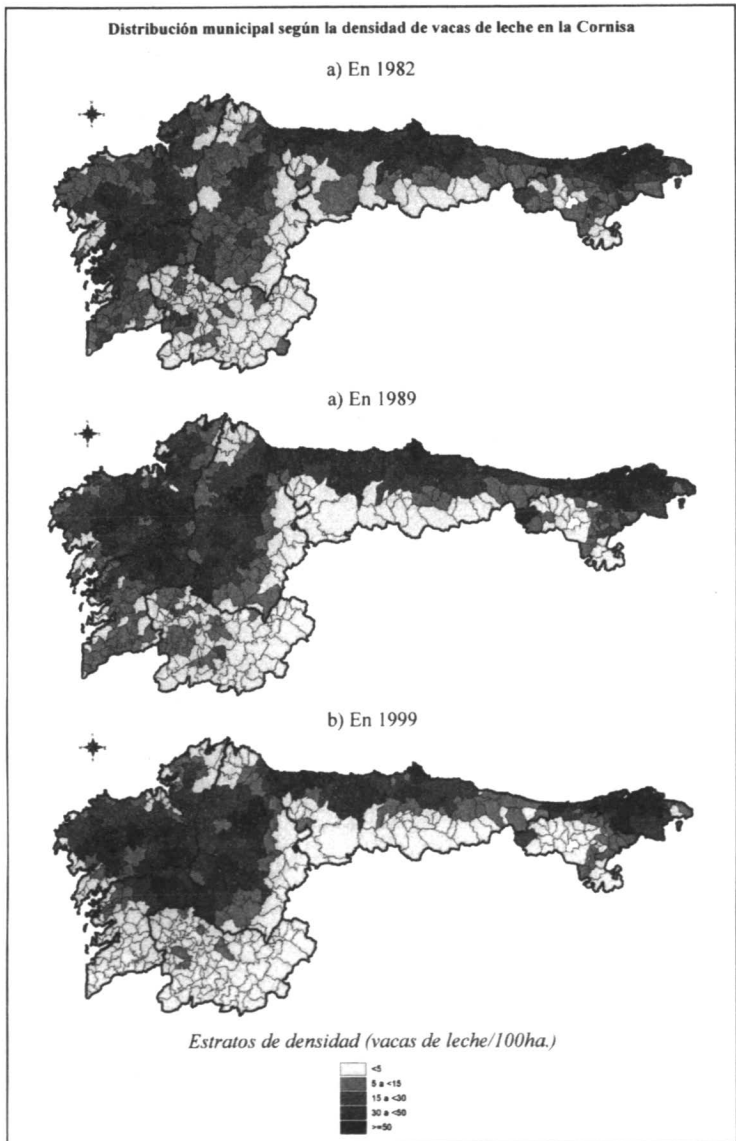 Distribución municipal según la densidad de vacas de leche en la Cornisa
a) En 1982
a) En 1989
b) En 1999
Estratos de densidad (vacas de leche/100ha.)
<5
5 a <15
15 a <30
30 a <50
>=50